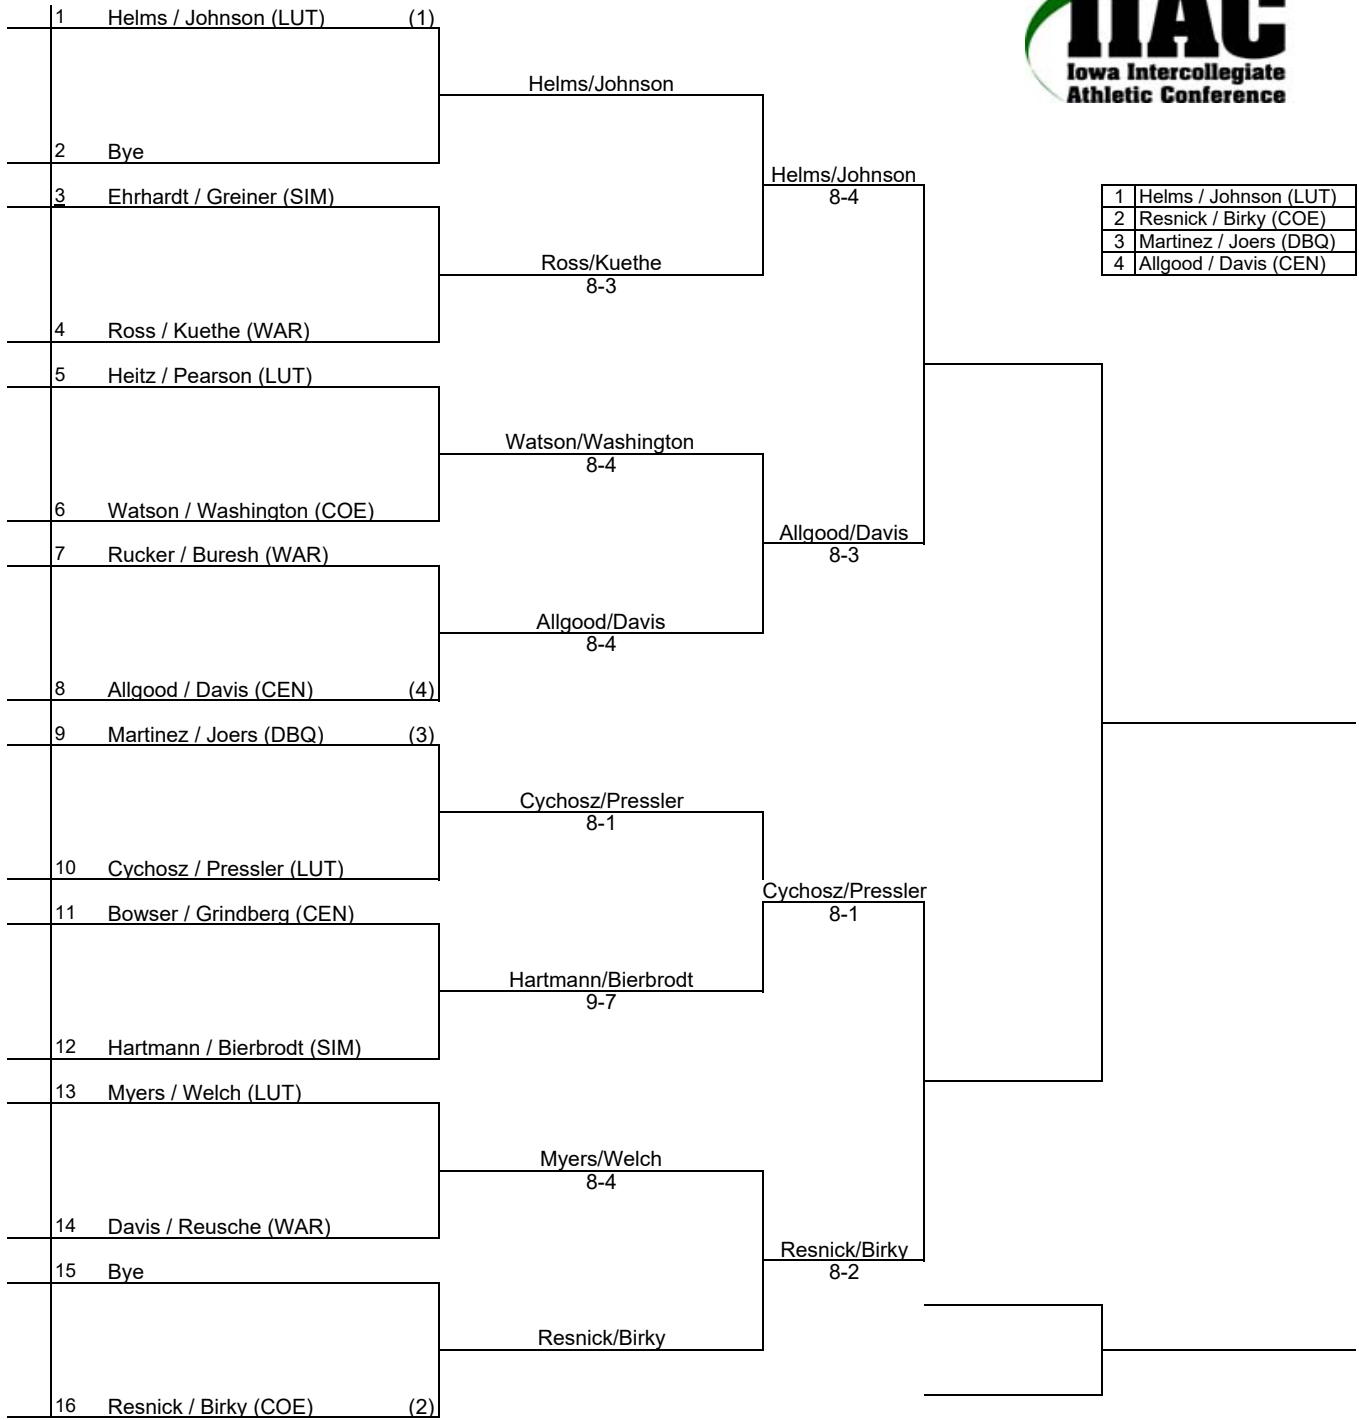 IIAC
Iowa Intercollegiate
Athletic Conference
1 Helms / Johnson (LUT) (1)
Helms/Johnson
2 Bye
Helms/Johnson
8-4
3 Ehrhardt / Greiner (SIM)
Ross/Kuethe
8-3
4 Ross / Kuethe (WAR)
5 Heitz / Pearson (LUT)
Watson/Washington
8-4
6 Watson / Washington (COE)
Allgood/Davis
8-3
7 Rucker / Buresh (WAR)
Allgood/Davis
8-4
8 Allgood / Davis (CEN) (4)
9 Martinez / Joers (DBQ) (3)
Cychosz/Pressler
8-1
10 Cychosz / Pressler (LUT)
Cychosz/Pressler
8-1
11 Bowser / Grindberg (CEN)
Hartmann/Bierbrodt
9-7
12 Hartmann / Bierbrodt (SIM)
13 Myers / Welch (LUT)
Myers/Welch
8-4
14 Davis / Reusche (WAR)
Resnick/Birky
8-2
15 Bye
Resnick/Birky
16 Resnick / Birky (COE) (2)
1 Helms / Johnson (LUT)
2 Resnick / Birky (COE)
3 Martinez / Joers (DBQ)
4 Allgood / Davis (CEN)